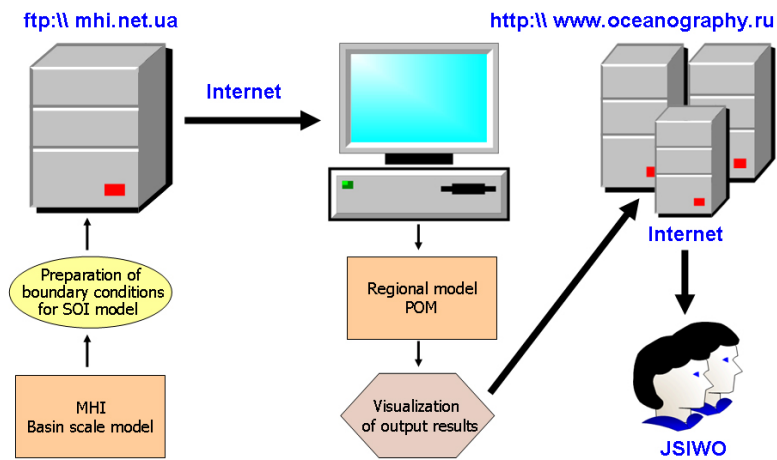 ftp:\\ mhi.net.ua
http:\\ www.oceanography.ru
Internet
Internet
Preparation of
boundary conditions
for SOI model
Regional model
POM
MHI
Basin scale model
Visualization
of output results
JSIWO